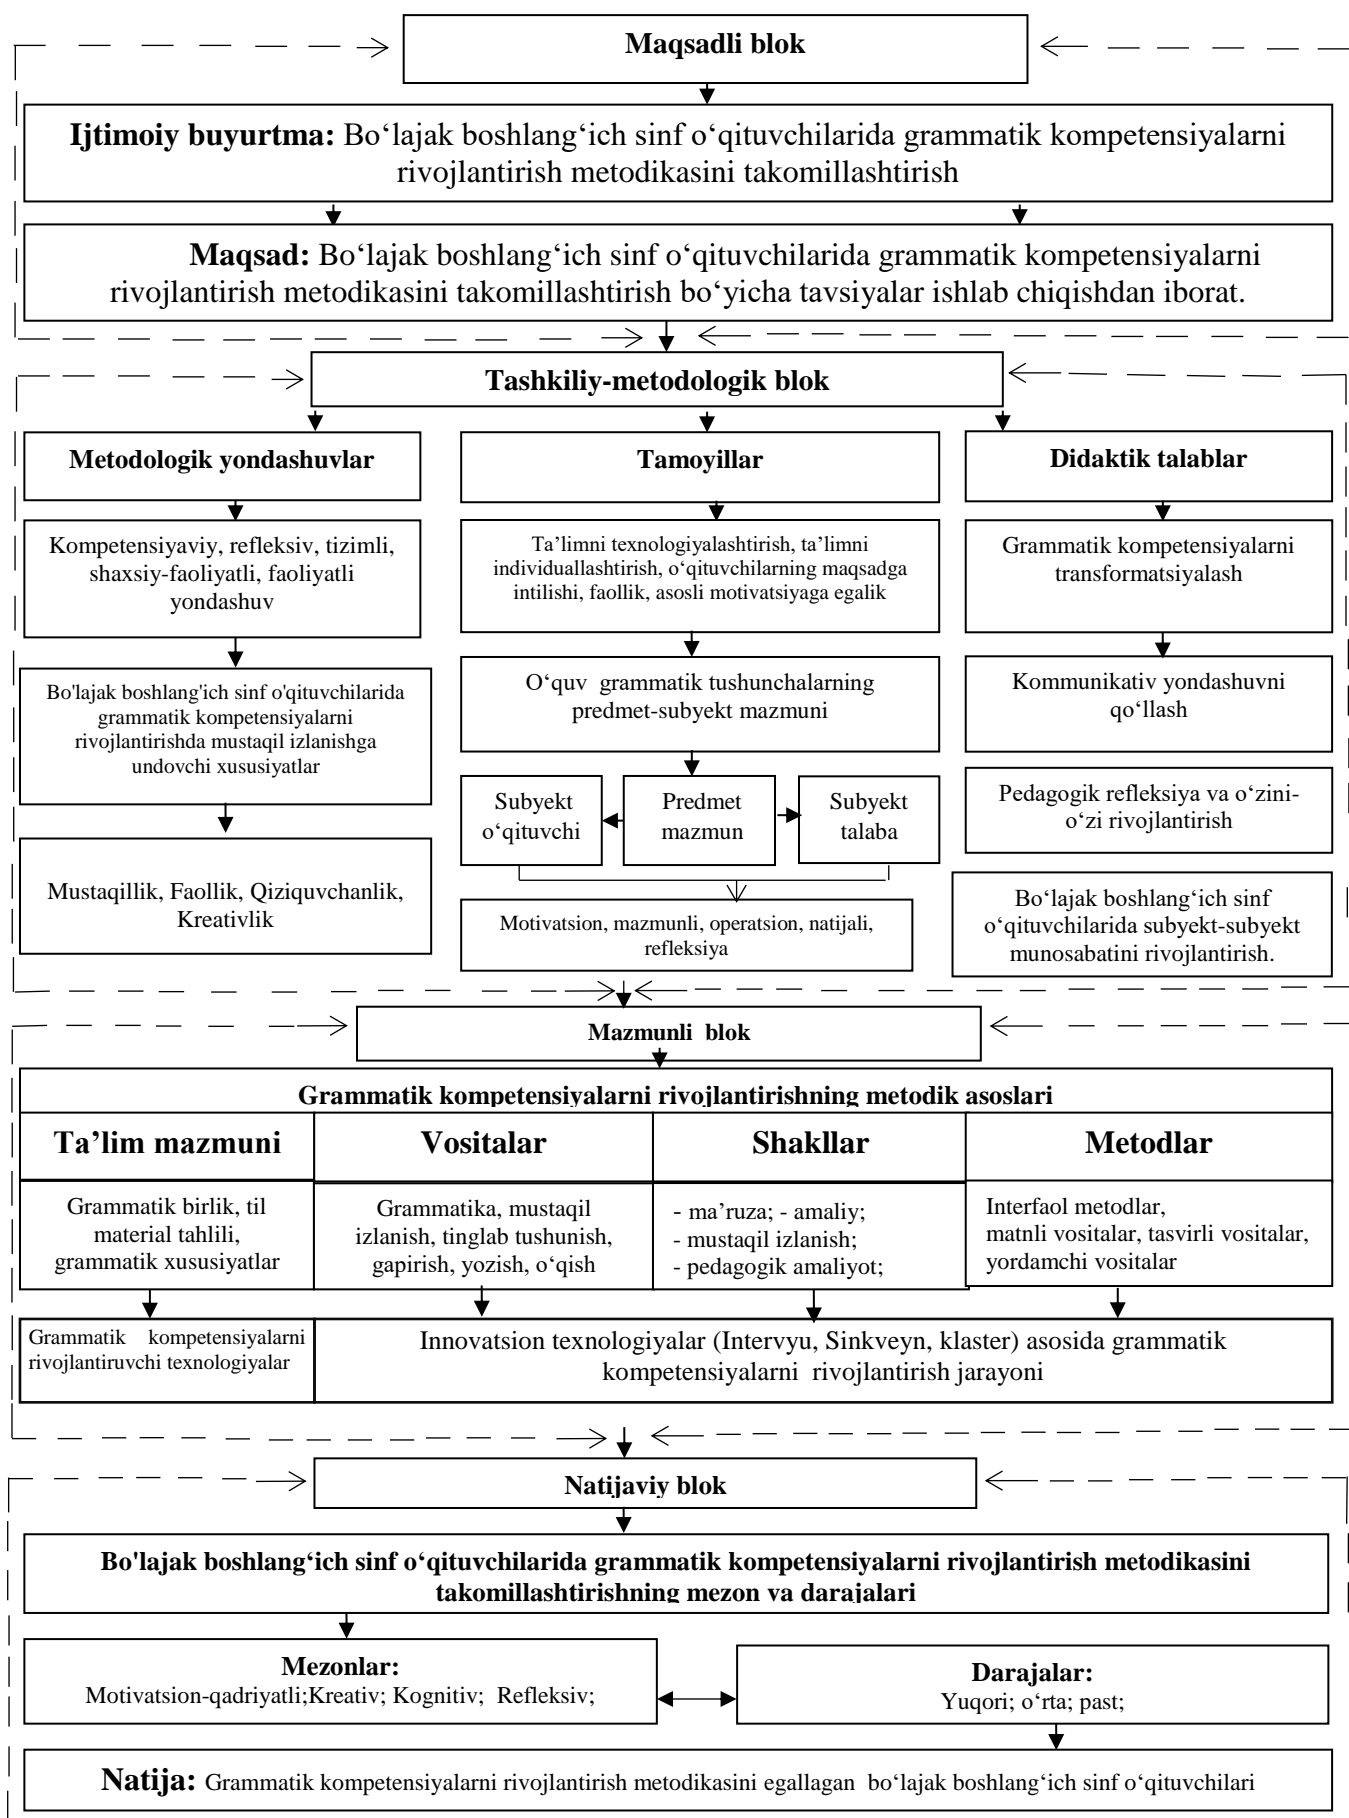 Maqsadli blok
Ijtimoiy buyurtma: Bo‘lajak boshlang‘ich sinf o‘qituvchilarida grammatik kompetensiyalarni
rivojlantirish metodikasini takomillashtirish
Maqsad: Bo‘lajak boshlang‘ich sinf o‘qituvchilarida grammatik kompetensiyalarni
rivojlantirish metodikasini takomillashtirish bo‘yicha tavsiyalar ishlab chiqishdan iborat.
Tashkiliy-metodologik blok
Metodologik yondashuvlar
Kompetensiyaviy, refleksiv, tizimli,
shaxsiy-faoliyatli, faoliyatli
yondashuv
Bo'lajak boshlang'ich sinf o'qituvchilarida
grammatik kompetensiyalarni
rivojlantirishda mustaqil izlanishga
undovchi xususiyatlar
Mustaqillik, Faollik, Qiziquvchanlik,
Kreativlik
Tamoyillar
Ta’limni texnologiyalashtirish, ta’limni
individuallashtirish, o‘qituvchilarning maqsadga
intilishi, faollik, asosli motivatsiyaga egalik
O‘quv grammatik tushunchalarning
predmet-subyekt mazmuni
Subyekt
o‘qituvchi
Predmet
mazmun
Subyekt
talaba
Motivatsion, mazmunli, operatsion, natijali,
refleksiya
Didaktik talablar
Grammatik kompetensiyalarni
transformatsiyalash
Kommunikativ yondashuvni
qo‘llash
Pedagogik refleksiya va o‘zini-
o‘zi rivojlantirish
Bo‘lajak boshlang‘ich sinf
o‘qituvchilarida subyekt-subyekt
munosabatini rivojlantirish.
Mazmunli blok
Grammatik kompetensiyalarni rivojlantirishning metodik asoslari
Ta’lim mazmuni
Vositalar
Shakllar
Metodlar
Grammatik birlik, til
material tahlili,
grammatik xususiyatlar
Grammatika, mustaqil
izlanish, tinglab tushunish,
gapirish, yozish, o‘qish
- ma’ruza; - amaliy;
- mustaqil izlanish;
- pedagogik amaliyot;
Interfaol metodlar,
matnli vositalar, tasvirli vositalar,
yordamchi vositalar
Grammatik kompetensiyalarni
rivojlantiruvchi texnologiyalar
Innovatsion texnologiyalar (Intervyu, Sinkveyn, klaster) asosida grammatik
kompetensiyalarni rivojlantirish jarayoni
Natijaviy blok
Bo'lajak boshlang‘ich sinf o‘qituvchilarida grammatik kompetensiyalarni rivojlantirish metodikasini
takomillashtirishning mezon va darajalari
Mezonlar:
Motivatsion-qadriyatli;Kreativ; Kognitiv; Refleksiv;
Darajalar:
Yuqori; o‘rta; past;
Natija: Grammatik kompetensiyalarni rivojlantirish metodikasini egallagan bo‘lajak boshlang‘ich sinf o‘qituvchilari